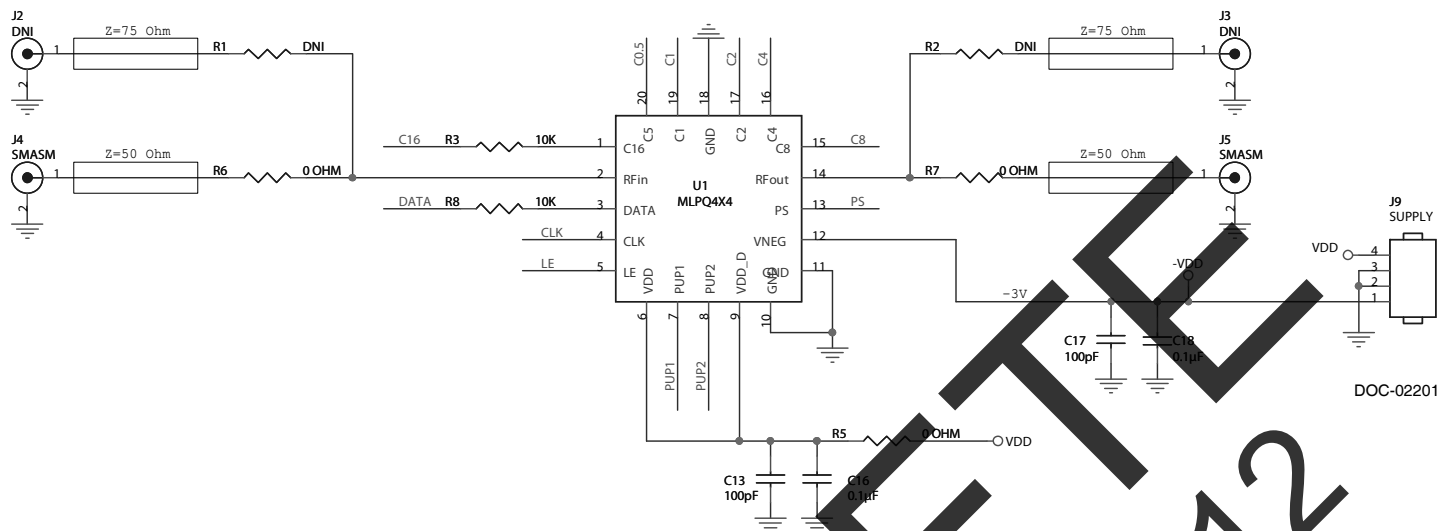 J2
DNI
1
2
Z=75 Ohm
R1
DNI
J4
SMASM
1
2
Z=50 Ohm
R6
0 OHM
C16
R3
10K
DATA
R8
10K
CLK
LE
C0.5
C1
C2
C4
20
19
18
17
16
C5
C1
GND
C2
C4
1
C16
2
RFin
3
DATA
4
CLK
5
LE
U1
MLPQ4X4
C8
15
C8
RFout
14
PS
13
PS
VNEG
12
GND
11
VDD
PUP1
PUP2
VDD_D
GND
6
7
8
9
10
PUP1
PUP2
R2
DNI
Z=75 Ohm
J3
DNI
1
2
R7
0 OHM
Z=50 Ohm
J5
SMASM
1
2
-3V
-VDD
C17
100pF
C18
0.1µF
J9
SUPPLY
VDD
4
3
2
1
DOC-02201
R5
0 OHM
VDD
C13
100pF
C16
0.1µF
ETE
12